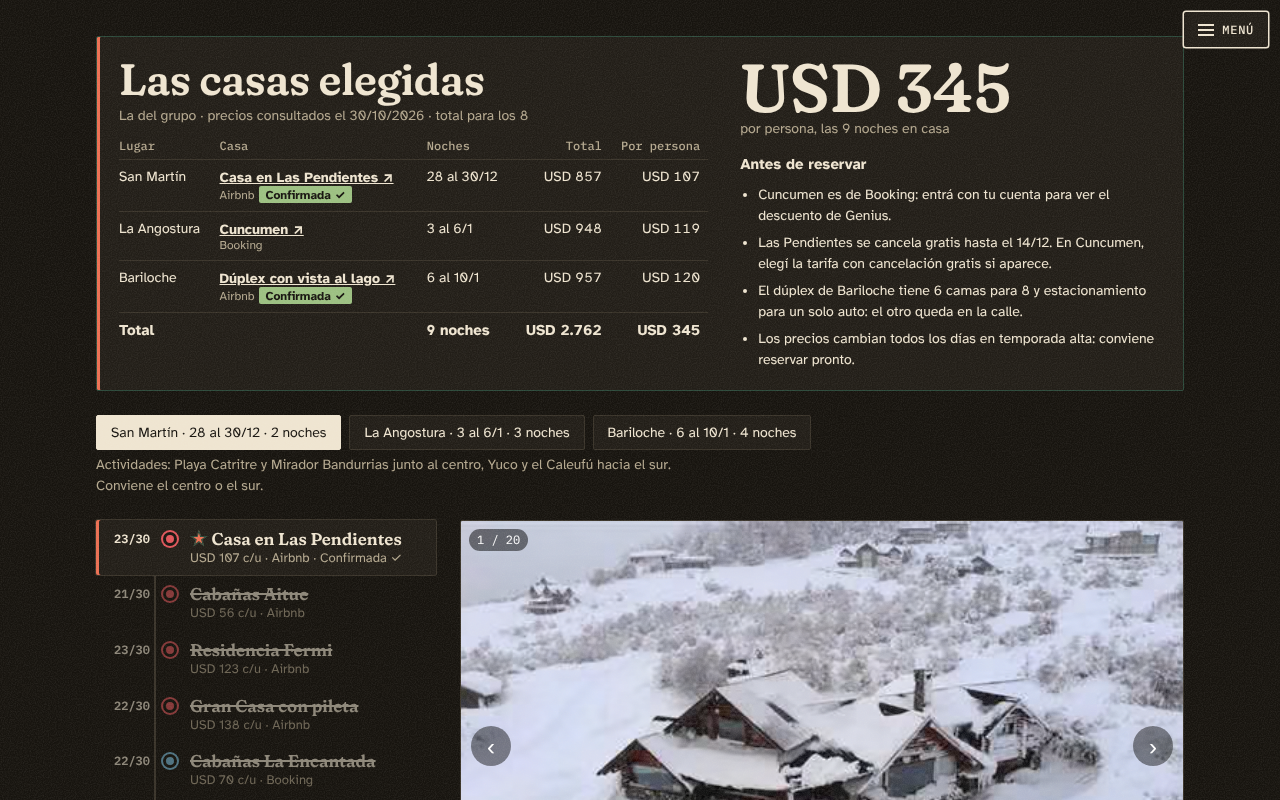 MENÚ
Las casas elegidas
La del grupo · precios consultados el 30/10/2026 · total para los 8
Lugar Casa Noches Total Por persona
San Martín Casa en Las Pendientes ↗ 28 al 30/12 USD 857 USD 107
Airbnb Confirmada ✓
La Angostura Cuncumen ↗ 3 al 6/1 USD 948 USD 119
Booking
Bariloche Dúplex con vista al lago ↗ 6 al 10/1 USD 957 USD 120
Airbnb Confirmada ✓
Total 9 noches USD 2.762 USD 345
USD 345
por persona, las 9 noches en casa
Antes de reservar
• Cuncumen es de Booking: entrá con tu cuenta para ver el
descuento de Genius.
• Las Pendientes se cancela gratis hasta el 14/12. En Cuncumen,
elegí la tarifa con cancelación gratis si aparece.
• El dúplex de Bariloche tiene 6 camas para 8 y estacionamiento
para un solo auto: el otro queda en la calle.
• Los precios cambian todos los días en temporada alta: conviene
reservar pronto.
San Martín · 28 al 30/12 · 2 noches
La Angostura · 3 al 6/1 · 3 noches
Bariloche · 6 al 10/1 · 4 noches
Actividades: Playa Catritre y Mirador Bandurrias junto al centro, Yuco y el Caleufú hacia el sur.
Conviene el centro o el sur.
23/30 ★ Casa en Las Pendientes
USD 107 c/u · Airbnb · Confirmada ✓
21/30 Cabañas Aitue
USD 56 c/u · Airbnb
23/30 Residencia Fermi
USD 123 c/u · Airbnb
22/30 Gran Casa con pileta
USD 138 c/u · Airbnb
22/30 Cabañas La Encantada
USD 70 c/u · Booking
1 / 20
‹ ›